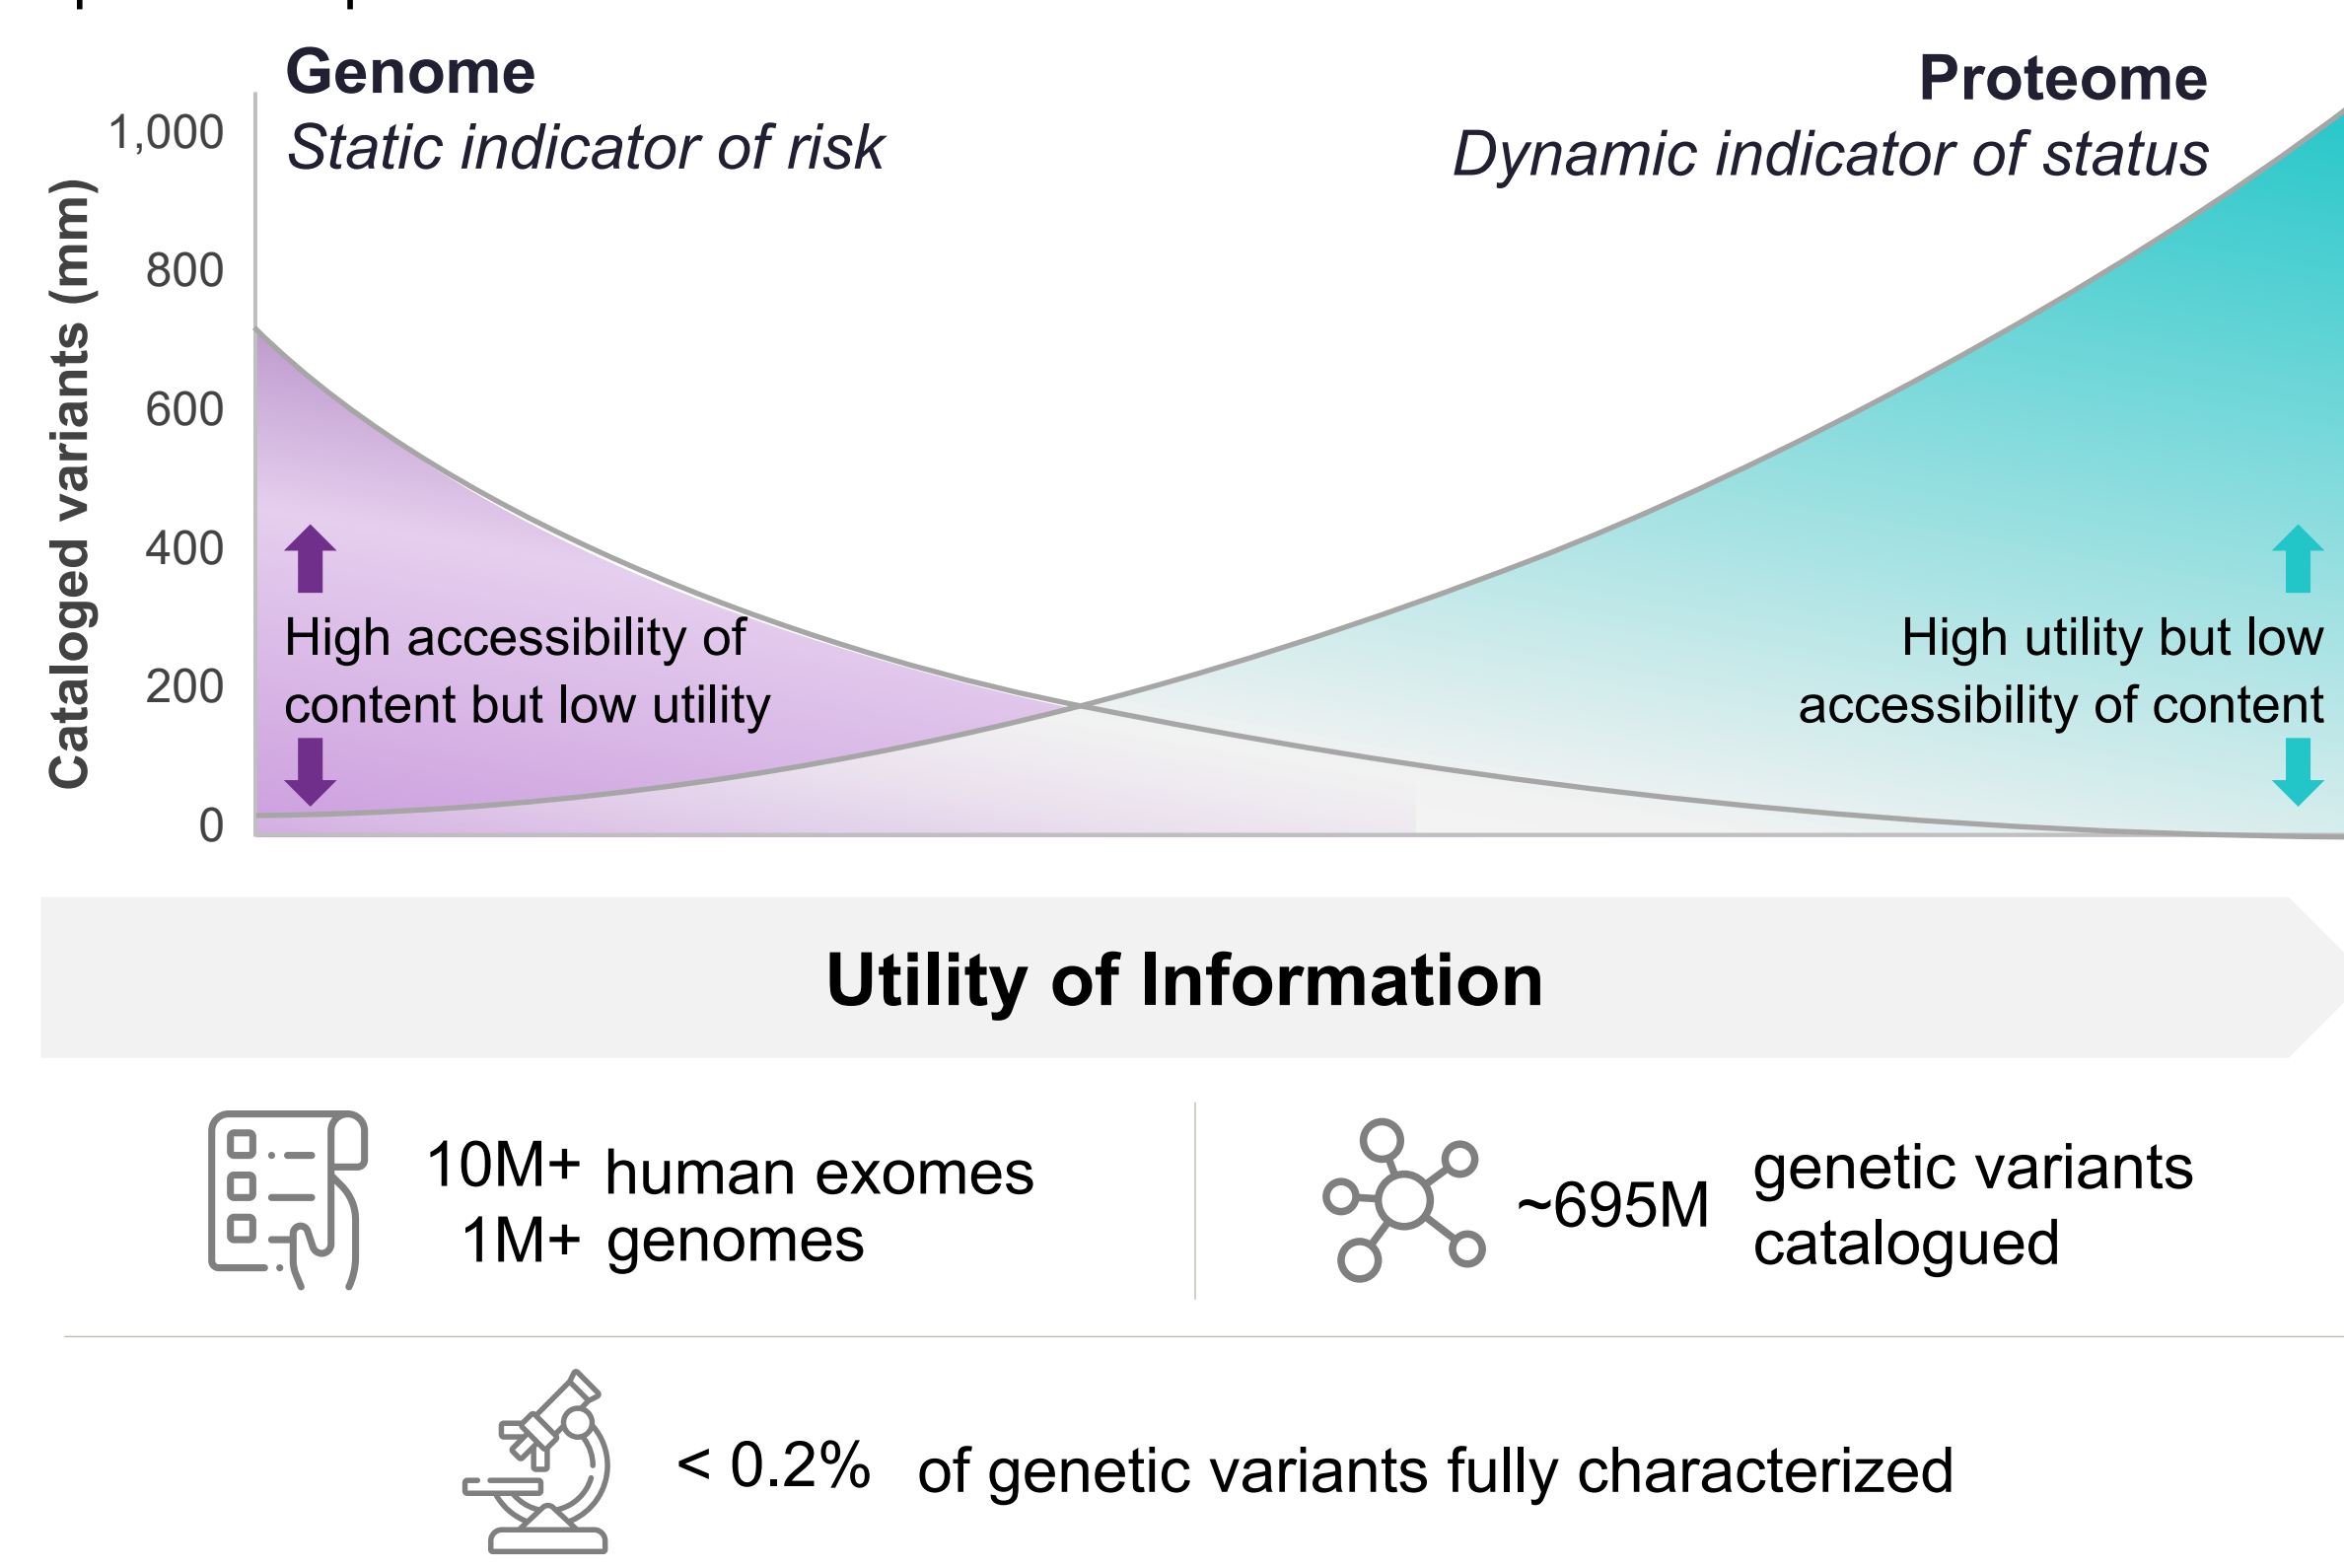 Genome
Static indicator of risk
Proteome
Dynamic indicator of status
Cataloged variants (mm)
1,000
800
600
400
200
0
High accessibility of
content but low utility
High utility but low
accessibility of content
Utility of Information
10M+ human exomes
1M+ genomes
~695M
genetic variants
catalogued
< 0.2% of genetic variants fully characterized